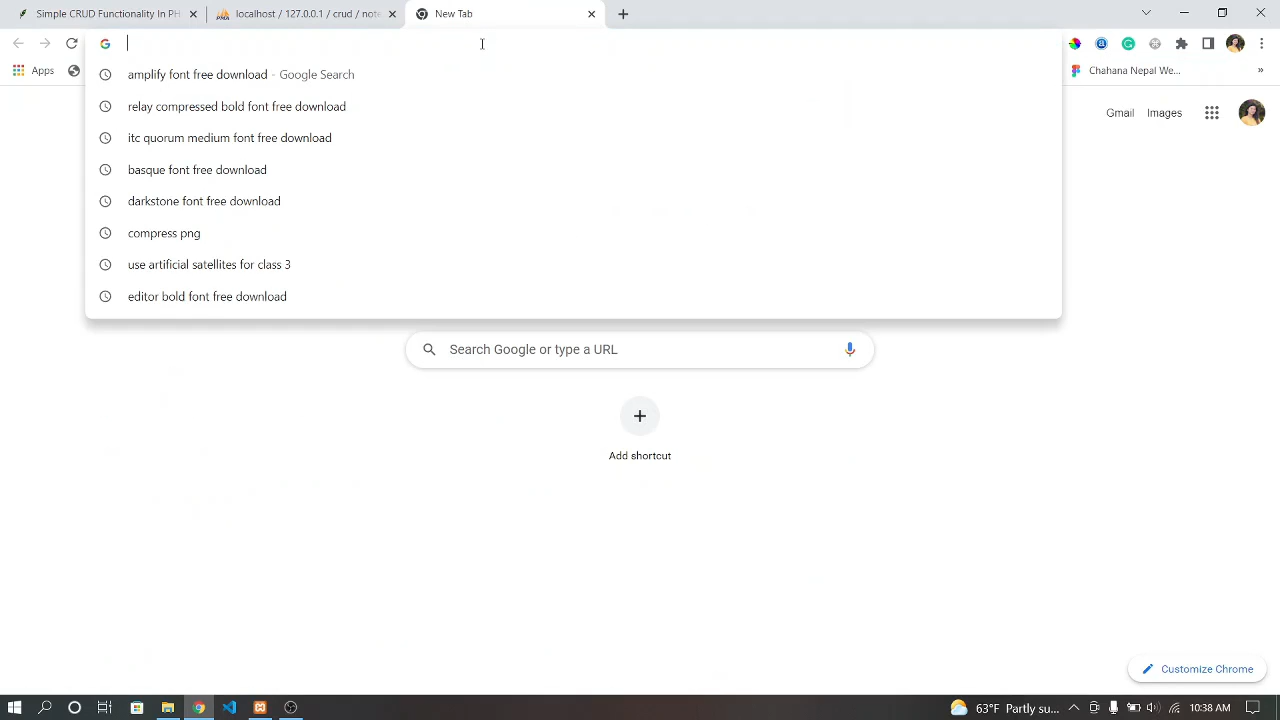 Simple CRUD Functionality In PH
localhost / 127.0.0.1 / crud / note
New Tab
amplify font free download - Google Search
relay compressed bold font free download
itc quorum medium font free download
basque font free download
darkstone font free download
compress png
use artificial satellites for class 3
editor bold font free download
Apps
Chahana Nepal We...
»
Gmail
Images
Search Google or type a URL
Add shortcut
Customize Chrome
63°F Partly su...
10:38 AM